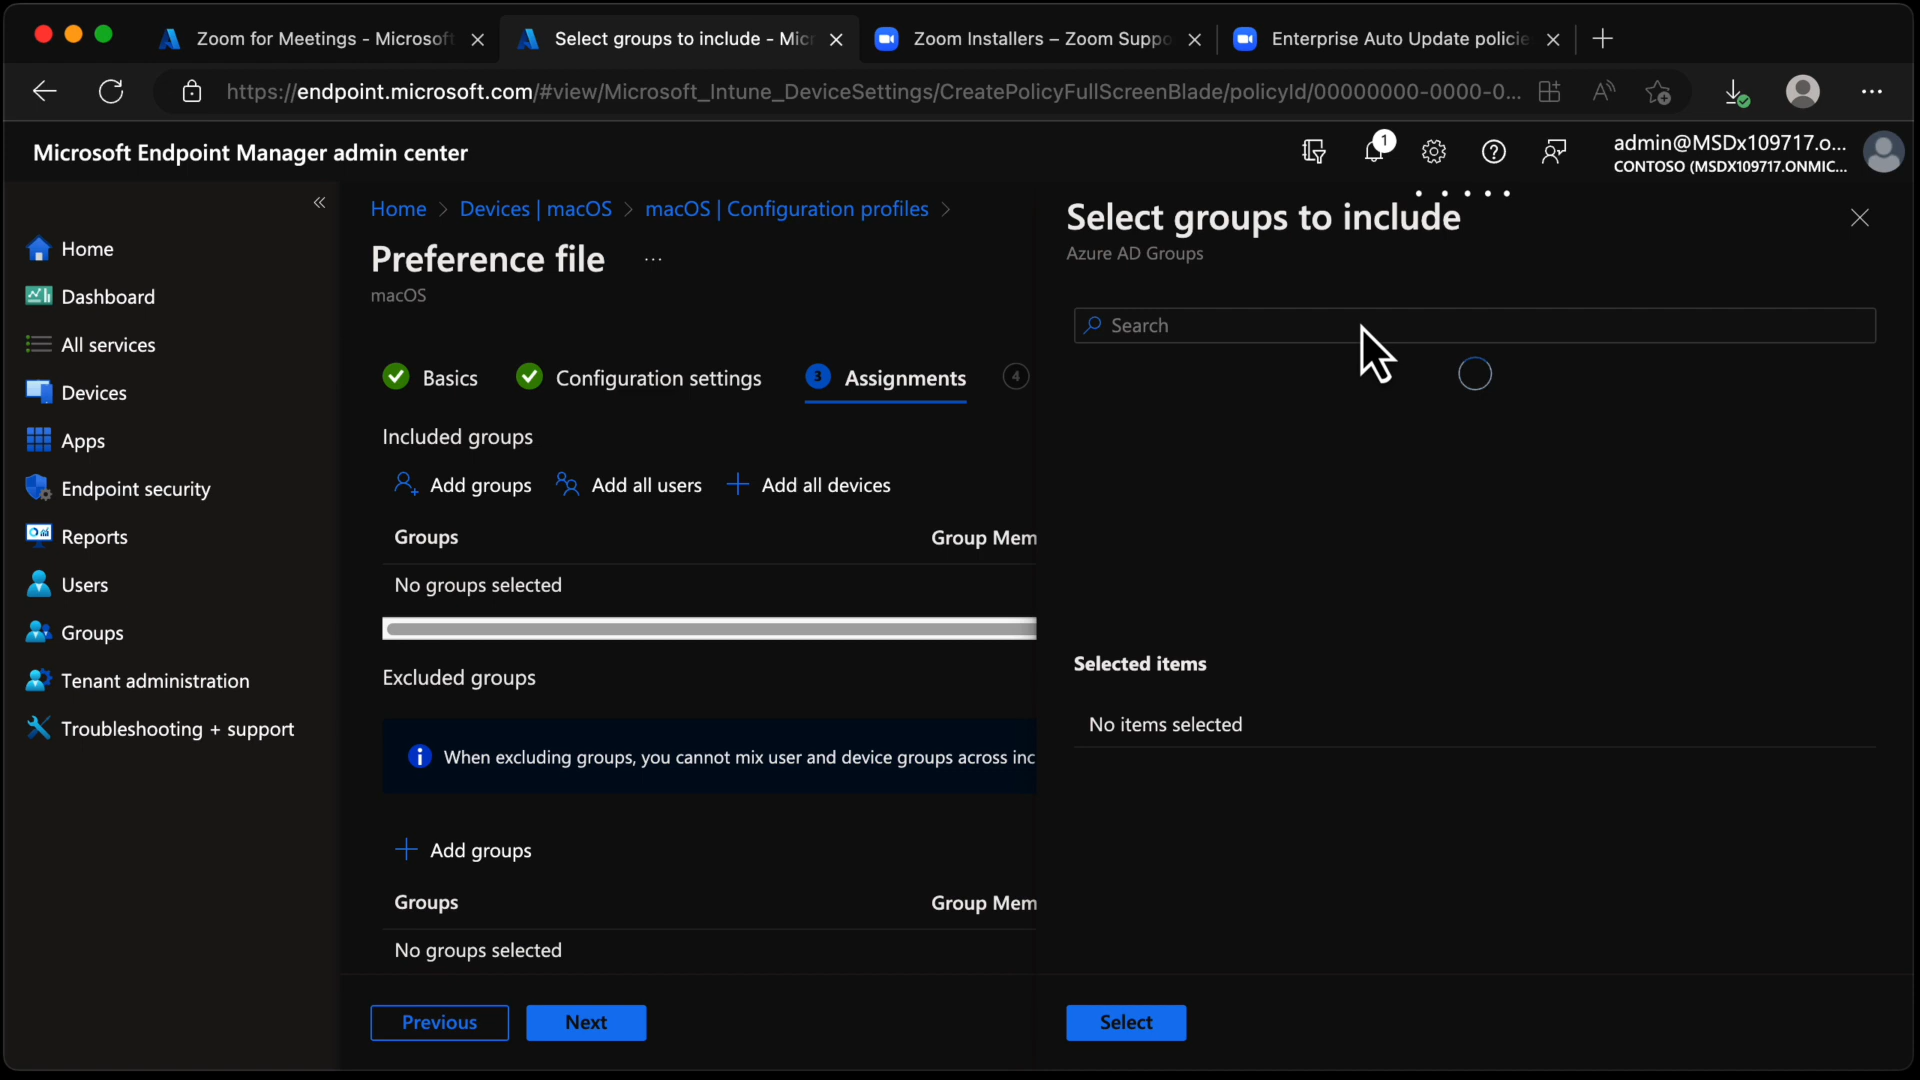 Zoom for Meetings - Microsoft
Select groups to include - Micr
Zoom Installers – Zoom Suppo
Enterprise Auto Update policie
https://endpoint.microsoft.com/#view/Microsoft_Intune_DeviceSettings/CreatePolicyFullScreenBlade/policyId/00000000-0000-0...
Microsoft Endpoint Manager admin center
1
admin@MSDx109717.o...
CONTOSO (MSDX109717.ONMIC...
Home
Dashboard
All services
Devices
Apps
Endpoint security
Reports
Users
Groups
Tenant administration
Troubleshooting + support
Home > Devices | macOS > macOS | Configuration profiles >
Preference file ...
macOS
Basics
Configuration settings
3 Assignments
4
Included groups
Add groups
Add all users
Add all devices
Groups
Group Mem
No groups selected
Excluded groups
When excluding groups, you cannot mix user and device groups across inc
Add groups
Groups
Group Mem
No groups selected
Previous
Next
Select groups to include
Azure AD Groups
Search
Selected items
No items selected
Select